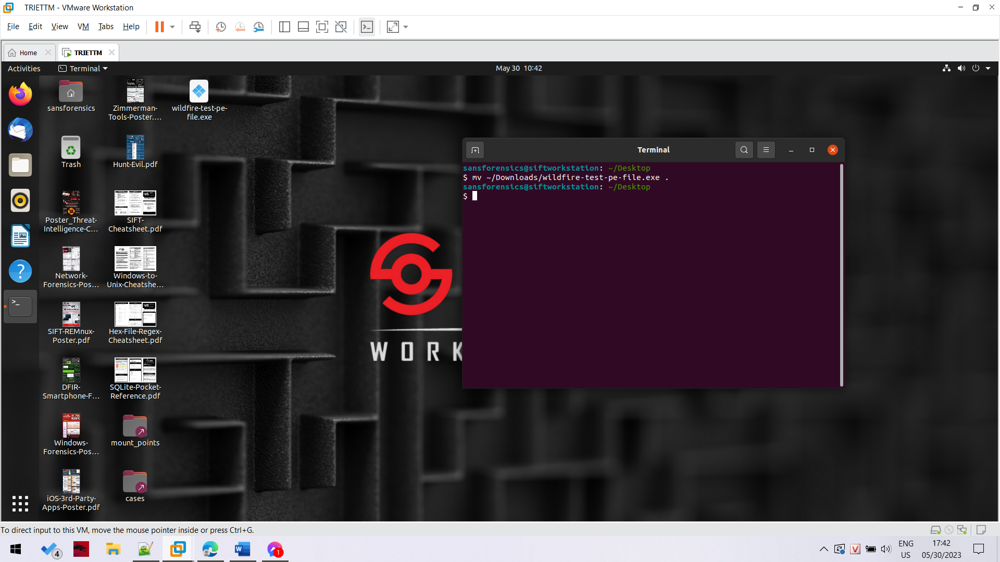 TRIETTM - VMware Workstation
File Edit View VM Tabs Help
Home TRIETTM
Activities Terminal May 30 10:42
sansforensics
Zimmerman-
Tools-Poster....
wildfire-test-pe-
file.exe
Trash
Hunt-Evil.pdf
Poster_Threat-
Intelligence-C...
SIFT-
Cheatsheet.pdf
Network-
Forensics-Pos...
Windows-to-
Unix-Cheatshe...
SIFT-REMnux-
Poster.pdf
Hex-File-Regex-
Cheatsheet.pdf
DFIR-
Smartphone-F...
SQLite-Pocket-
Reference.pdf
Windows-
Forensics-Pos...
mount_points
iOS-3rd-Party-
Apps-Poster.pdf
cases
WORK
Terminal
sansforensics@siftworkstation: ~/Desktop
$ mv ~/Downloads/wildfire-test-pe-file.exe .
sansforensics@siftworkstation: ~/Desktop
$
To direct input to this VM, move the mouse pointer inside or press Ctrl+G.
4
1
ENG
US
17:42
05/30/2023